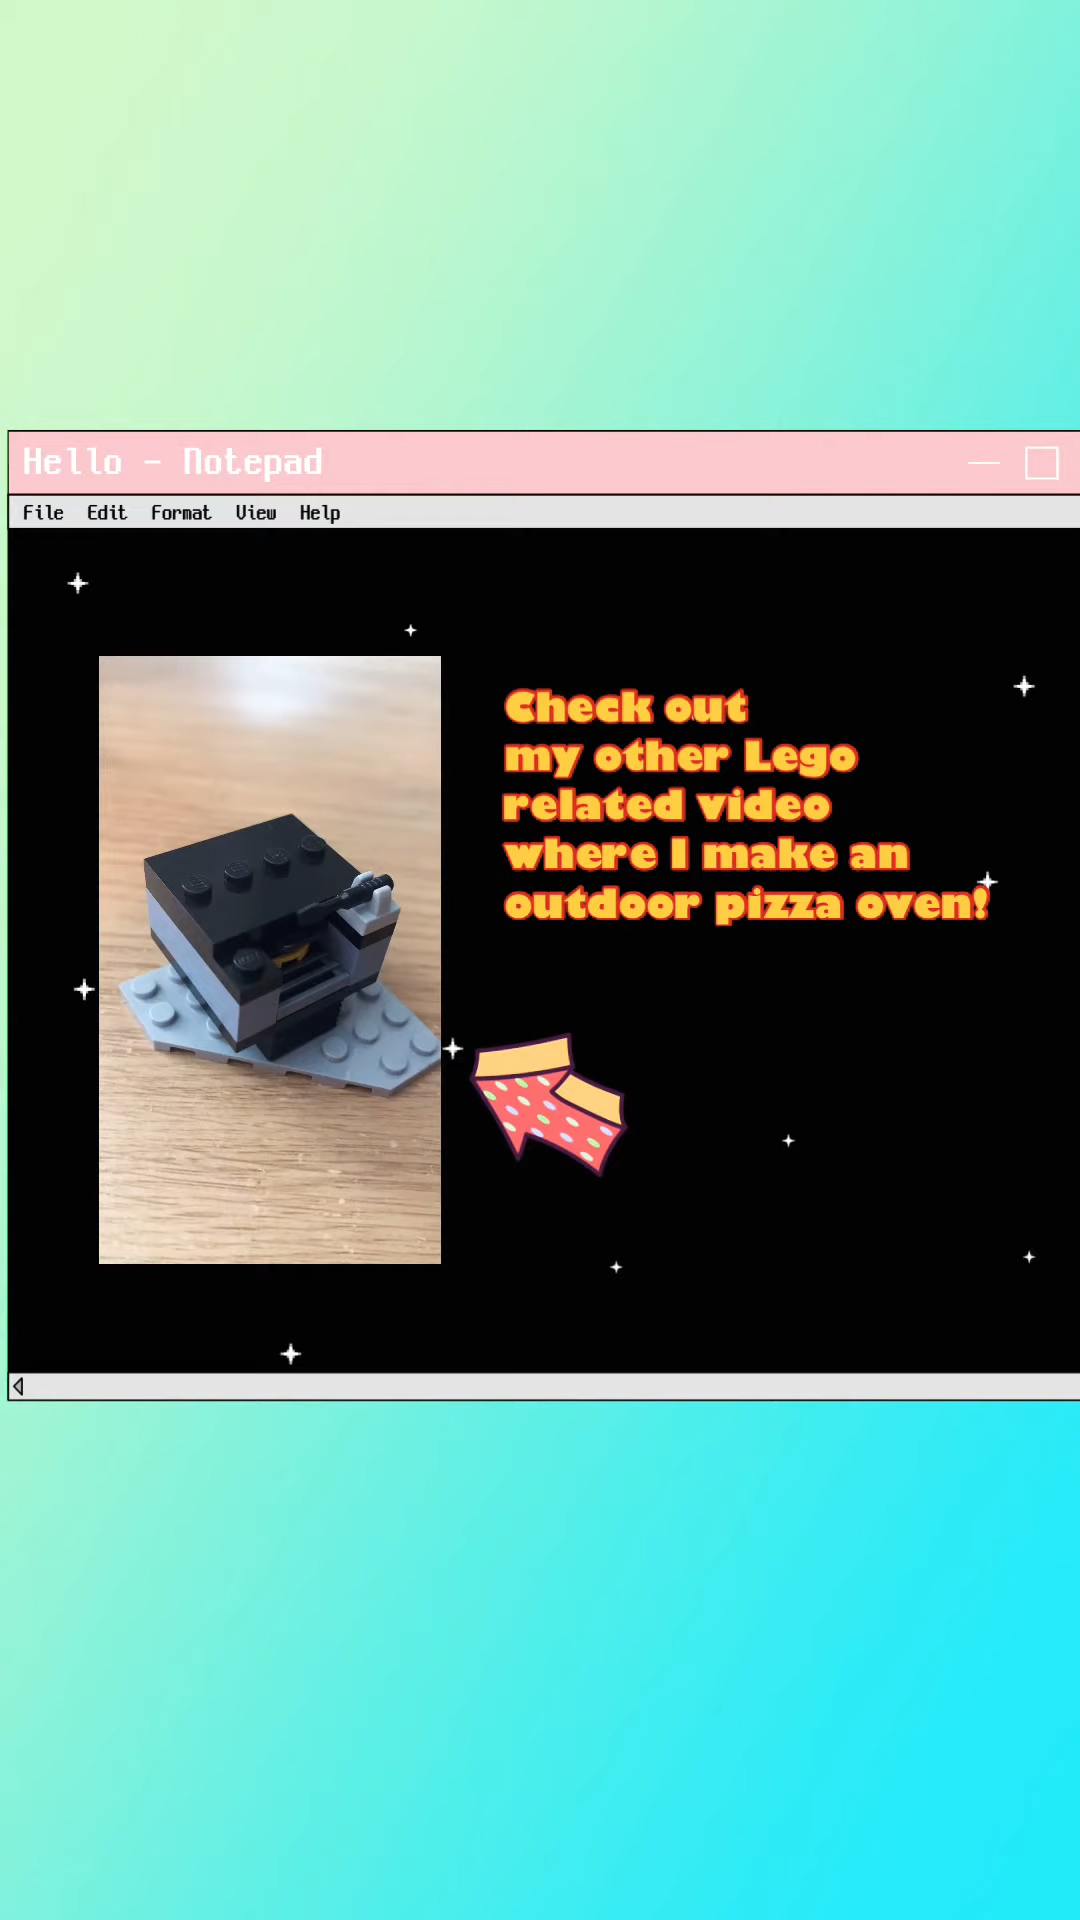 Hello - Notepad
File Edit Format View Help
Check out
my other Lego
related video
where I make an
outdoor pizza oven!